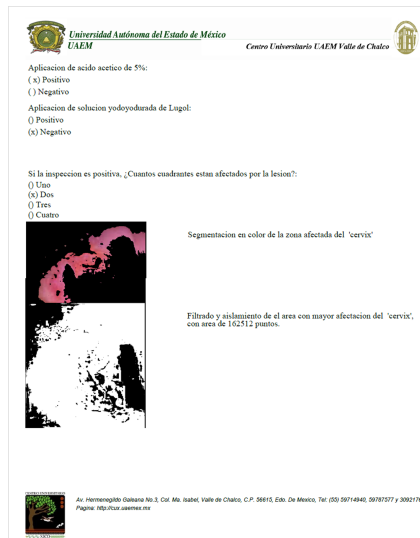 Universidad Autónoma del Estado de México
UAEM
Centro Universitario UAEM Valle de Chalco
Aplicacion de acido acetico de 5%:
( x) Positivo
( ) Negativo
Aplicacion de solucion yodoyodurada de Lugol:
() Positivo
(x) Negativo
Si la inspeccion es positiva, ¿Cuantos cuadrantes estan afectados por la lesion?:
() Uno
(x) Dos
() Tres
() Cuatro
Segmentacion en color de la zona afectada del 'cervix'
Filtrado y aislamiento de el area con mayor afectacion del 'cervix',
con area de 162512 puntos.
Av. Hermenegildo Galeana No.3, Col. Ma. Isabel, Valle de Chalco, C.P. 56615, Edo. De Mexico, Tel: (55) 59714940, 59787577 y 3092176
Pagina: http://cux.uaemex.mx